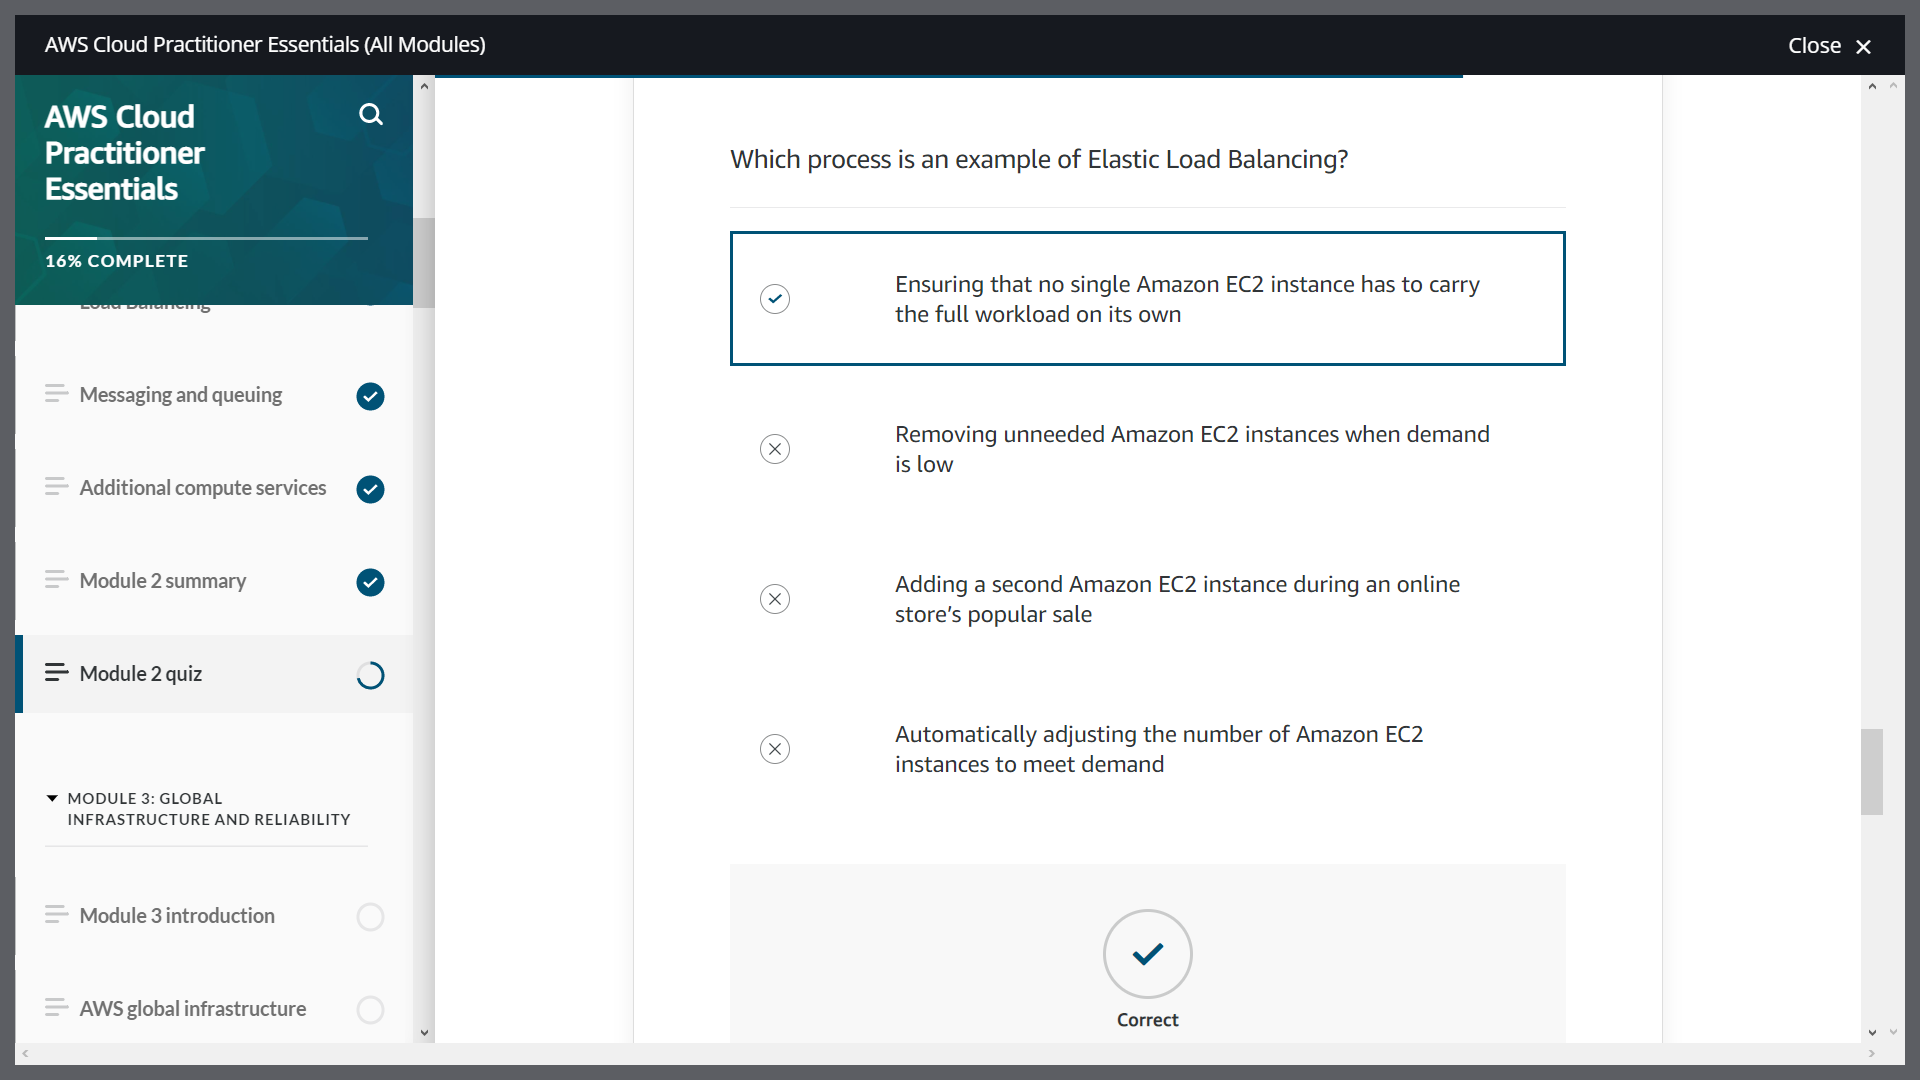 AWS Cloud Practitioner Essentials (All Modules)
Close
AWS Cloud
Practitioner
Essentials
16% COMPLETE
Load Balancing
Messaging and queuing
Additional compute services
Module 2 summary
Module 2 quiz
MODULE 3: GLOBAL
INFRASTRUCTURE AND RELIABILITY
Module 3 introduction
AWS global infrastructure
Which process is an example of Elastic Load Balancing?
Ensuring that no single Amazon EC2 instance has to carry
the full workload on its own
Removing unneeded Amazon EC2 instances when demand
is low
Adding a second Amazon EC2 instance during an online
store’s popular sale
Automatically adjusting the number of Amazon EC2
instances to meet demand
Correct